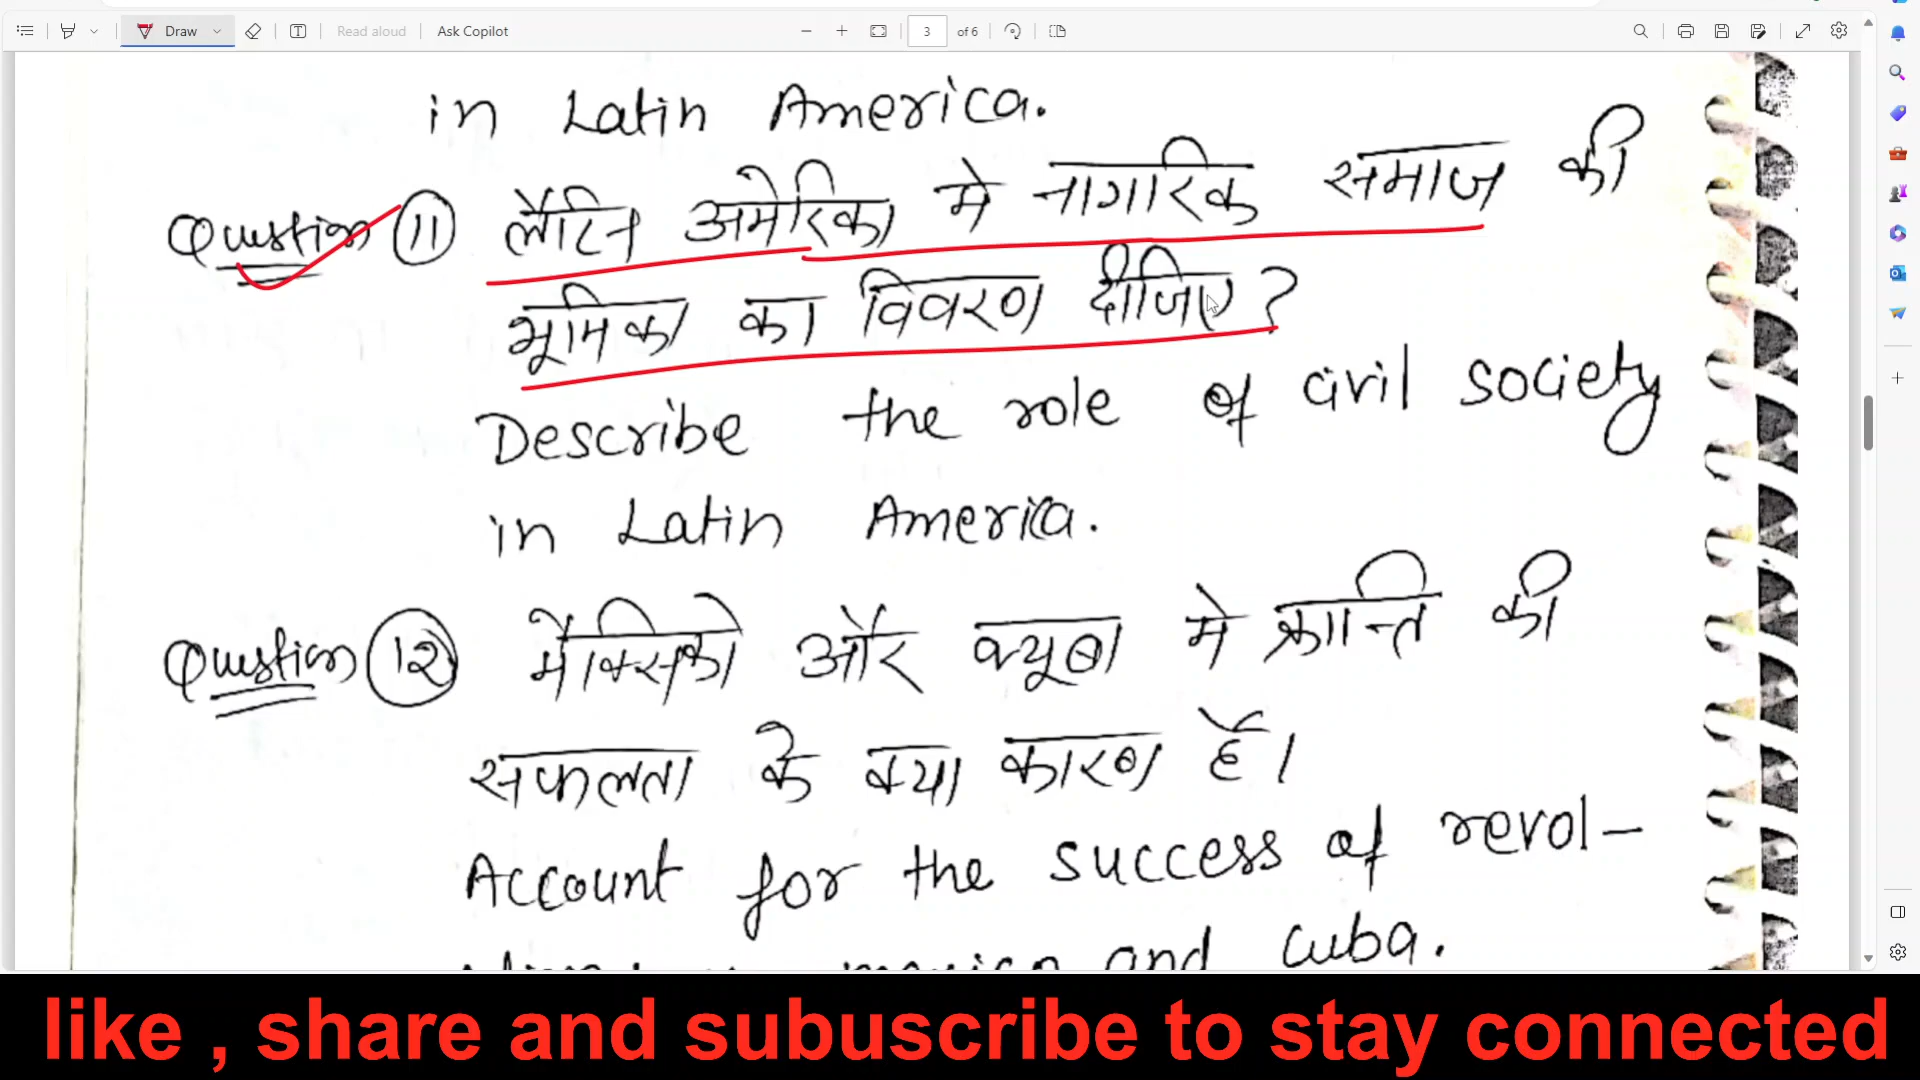 Draw
Read aloud
Ask Copilot
3
of 6
in Latin America.
Question 11 लैटिन अमेरिका मे नागरिक समाज की
भूमिका का विवरण दीजिए?
Describe the role of civil society
in Latin America.
Question 12 मैक्सिको और क्यूबा मे क्रान्ति की
सफलता के क्या कारण हैं।
Account for the success of revol-
and cuba.
like , share and subuscribe to stay connected